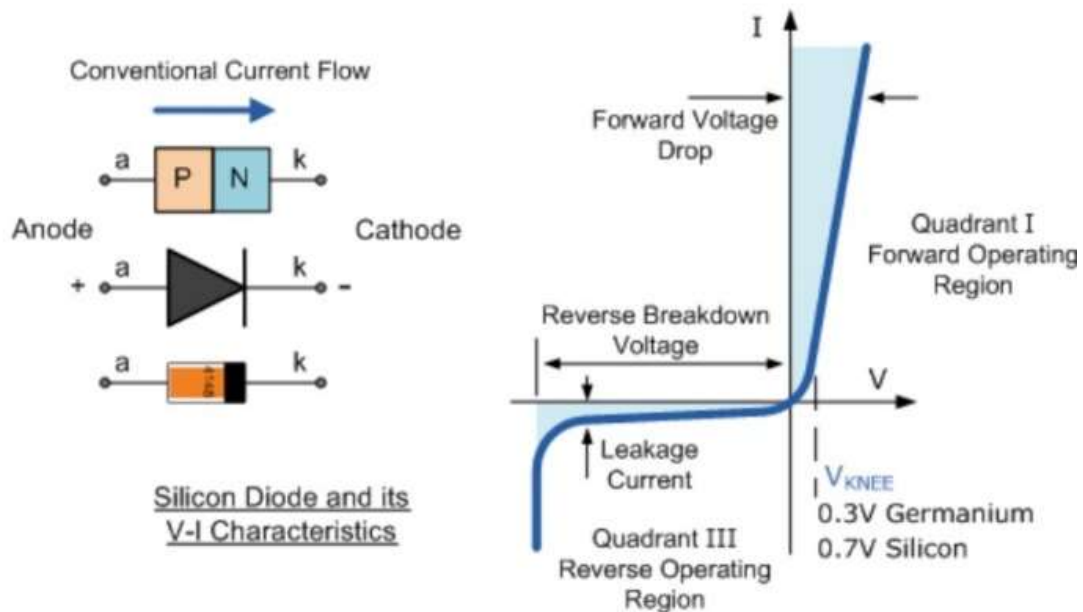 Conventional Current Flow
a P N k
Anode Cathode
+ a k -
a 4148 k
Silicon Diode and its
V-I Characteristics
I
Forward Voltage
Drop
Quadrant I
Forward Operating
Region
Reverse Breakdown
Voltage
V
Leakage
Current
VKNEE
0.3V Germanium
0.7V Silicon
Quadrant III
Reverse Operating
Region